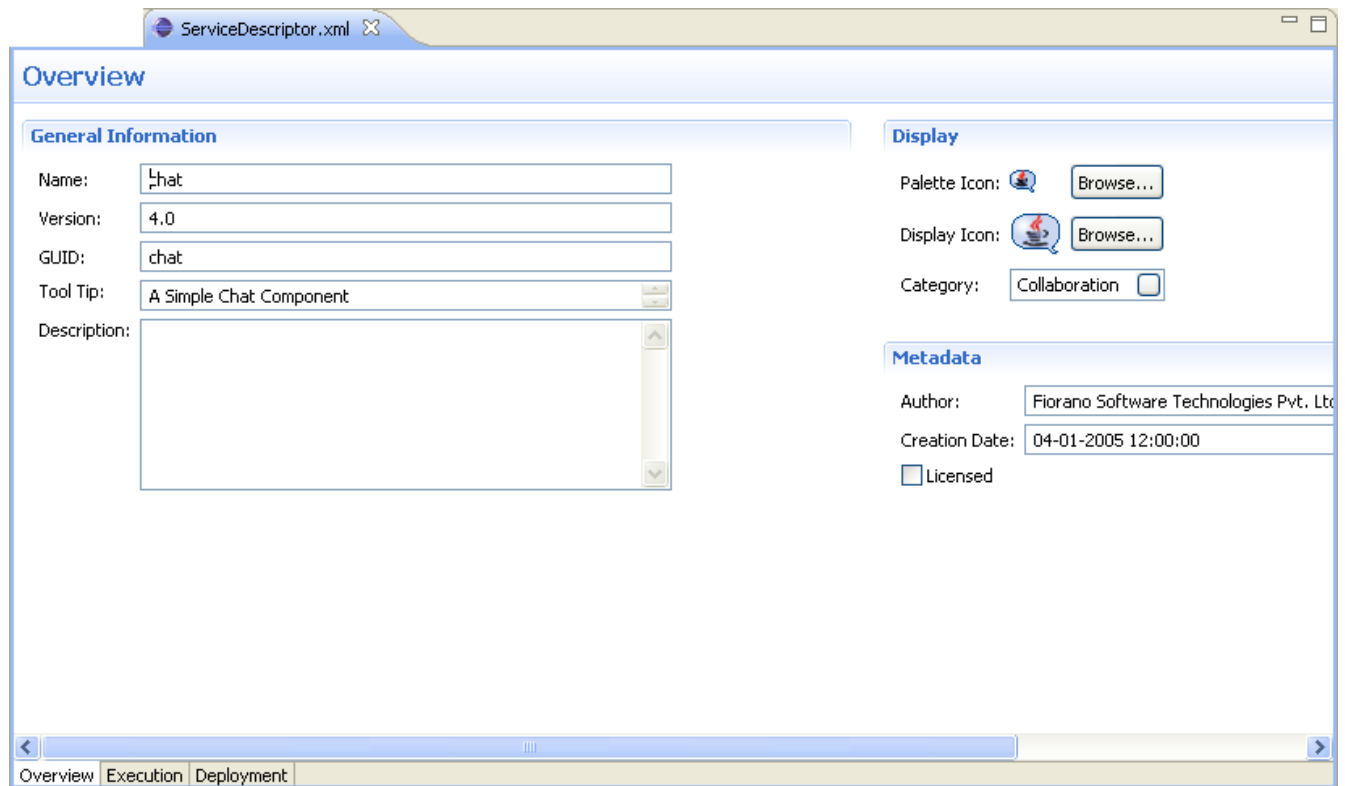 ServiceDescriptor.xml
Overview
General Information
Name: chat
Version: 4.0
GUID: chat
Tool Tip: A Simple Chat Component
Description:
Display
Palette Icon: Browse...
Display Icon: Browse...
Category: Collaboration
Metadata
Author: Fiorano Software Technologies Pvt. Ltd
Creation Date: 04-01-2005 12:00:00
Licensed
Overview Execution Deployment